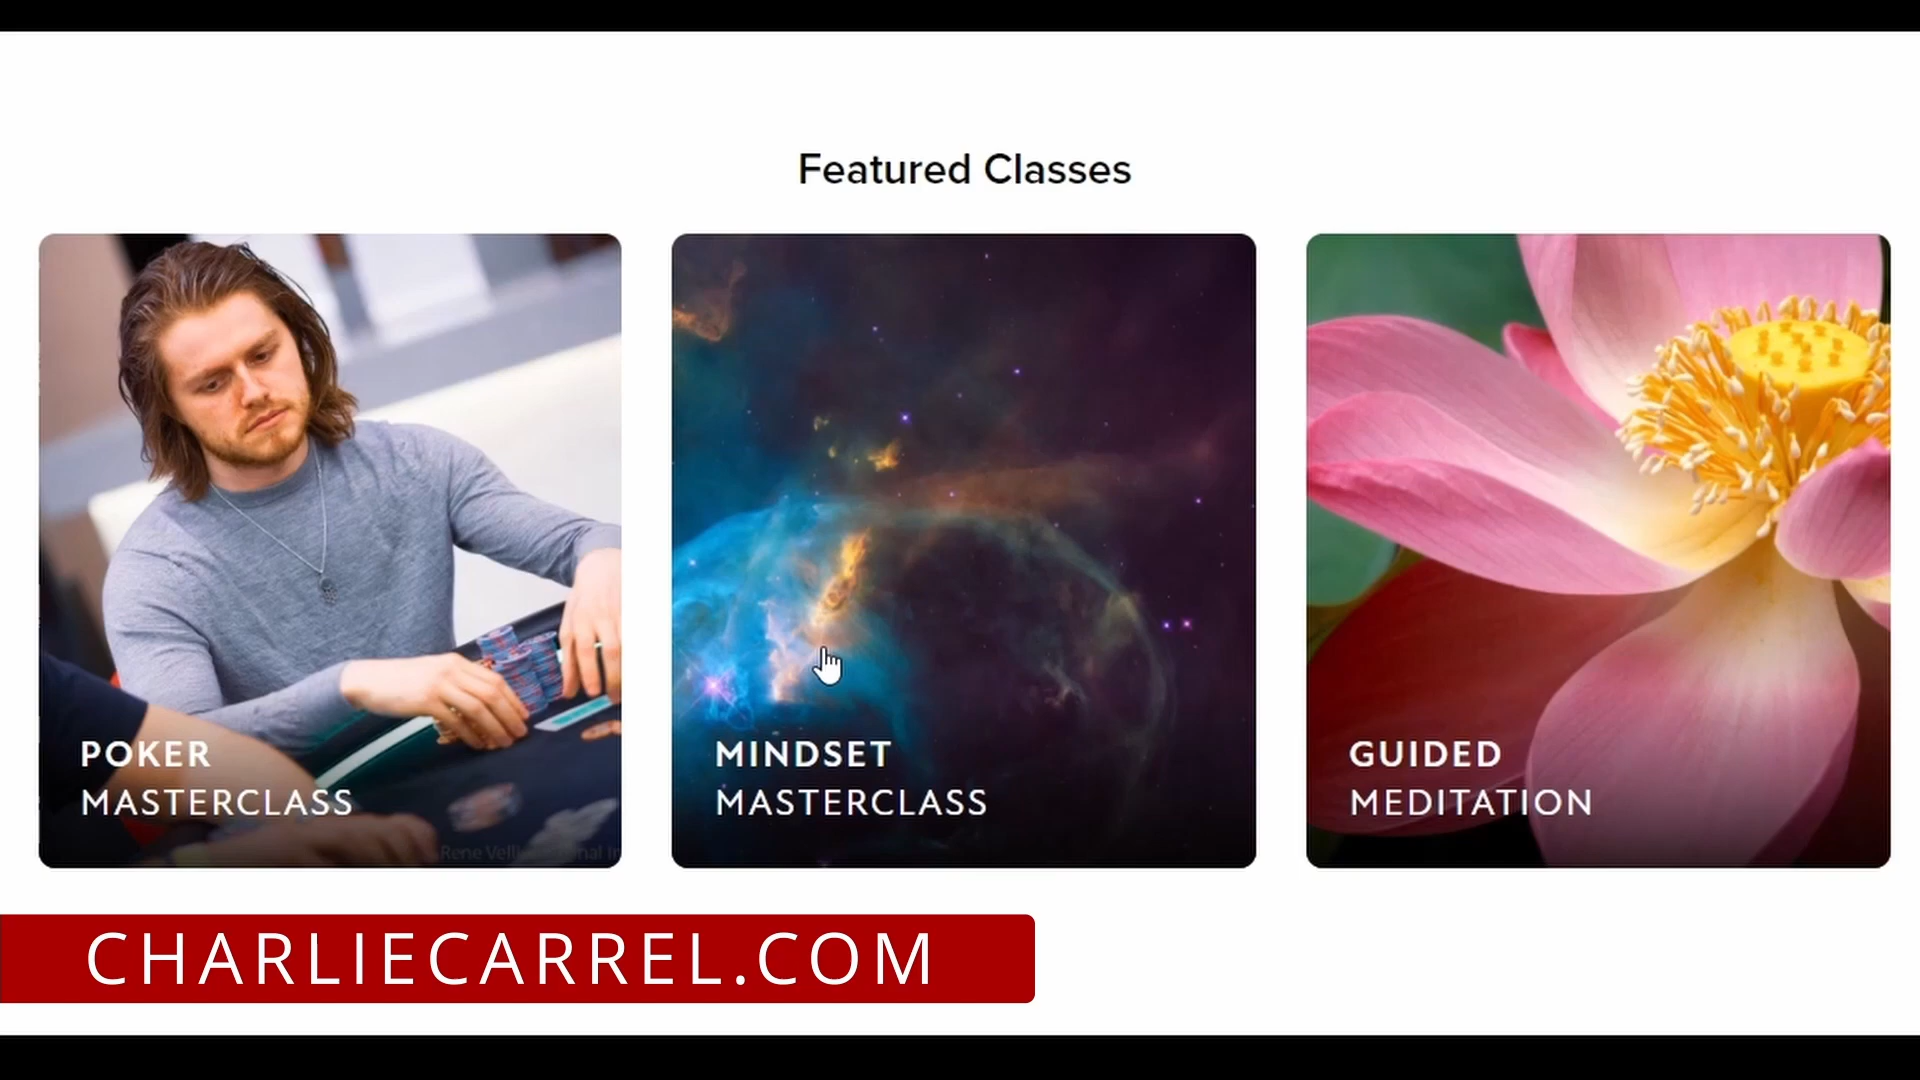 Featured Classes
POKER
MASTERCLASS
MINDSET
MASTERCLASS
GUIDED
MEDITATION
CHARLIECARREL.COM